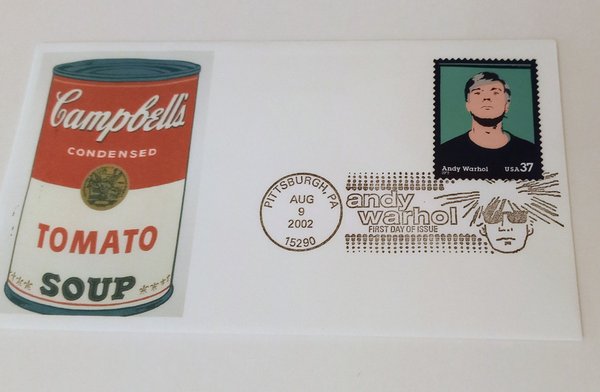 Campbell's
CONDENSED
TOMATO
SOUP
Andy Warhol USA 37
PITTSBURGH, PA
AUG
9
2002
15290
andy
warhol
FIRST DAY OF ISSUE